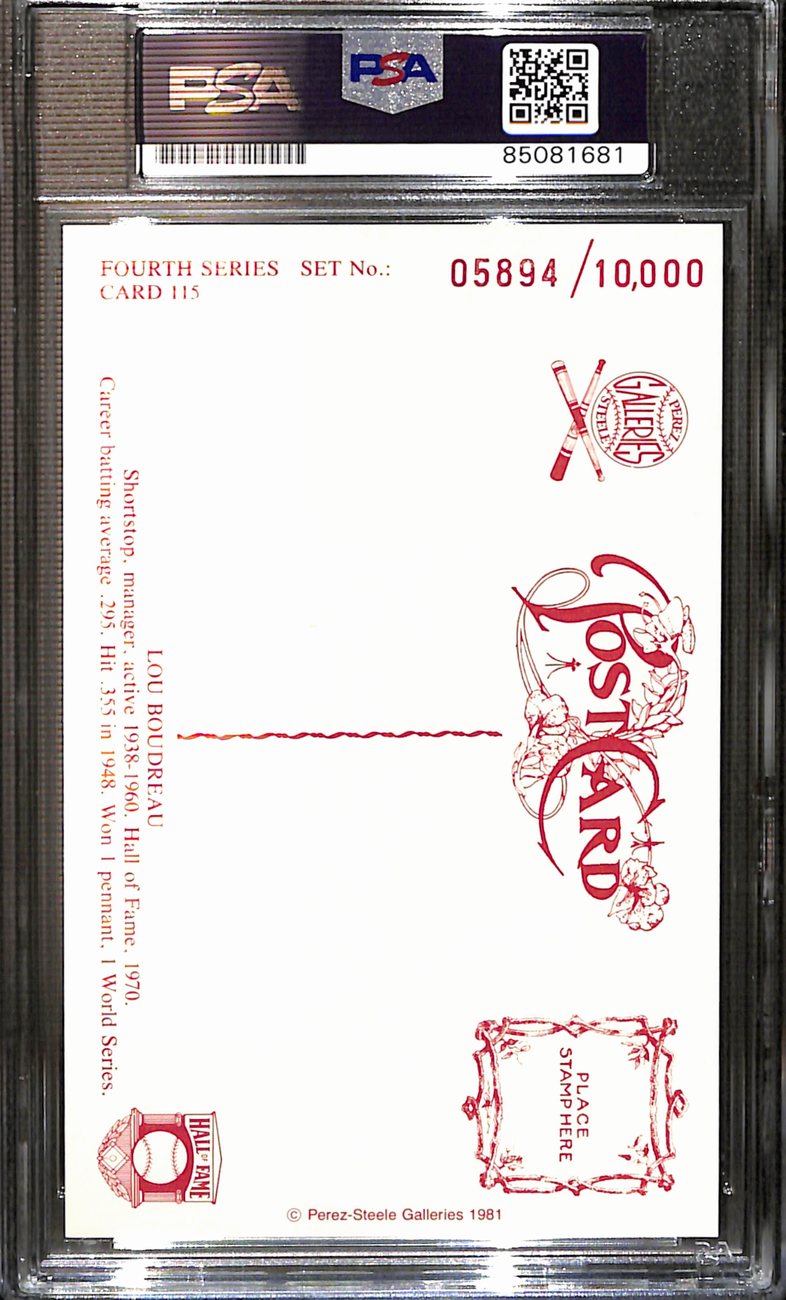 PSA
PSA
85081681
FOURTH SERIES SET No.: 05894/10,000
CARD 115
PEREZ
GALLERIES
STEELE
POSTCARD
PLACE
STAMP HERE
LOU BOUDREAU
Shortstop, manager, active 1938-1960. Hall of Fame, 1970.
Career batting average .295. Hit .355 in 1948. Won 1 pennant, 1 World Series.
HALL OF FAME
© Perez-Steele Galleries 1981